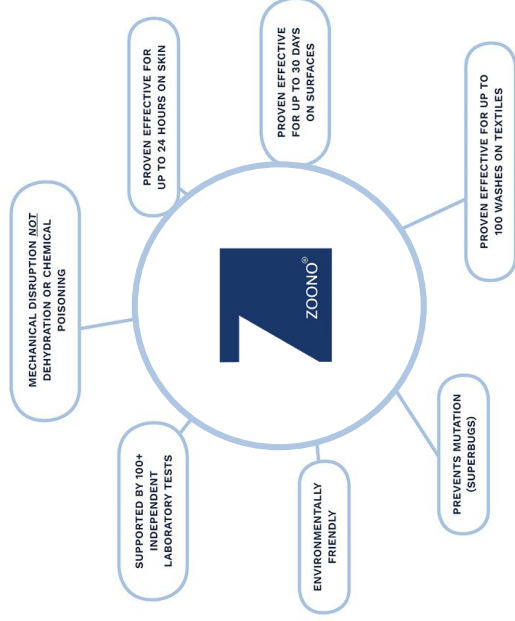 MECHANICAL DISRUPTION NOT
DEHYDRATION OR CHEMICAL
POISONING
SUPPORTED BY 100+
INDEPENDENT
LABORATORY TESTS
PROVEN EFFECTIVE FOR
UP TO 24 HOURS ON SKIN
ZOONO®
ENVIRONMENTALLY
FRIENDLY
PROVEN EFFECTIVE
FOR UP TO 30 DAYS
ON SURFACES
PREVENTS MUTATION
(SUPERBUGS)
PROVEN EFFECTIVE FOR UP TO
100 WASHES ON TEXTILES